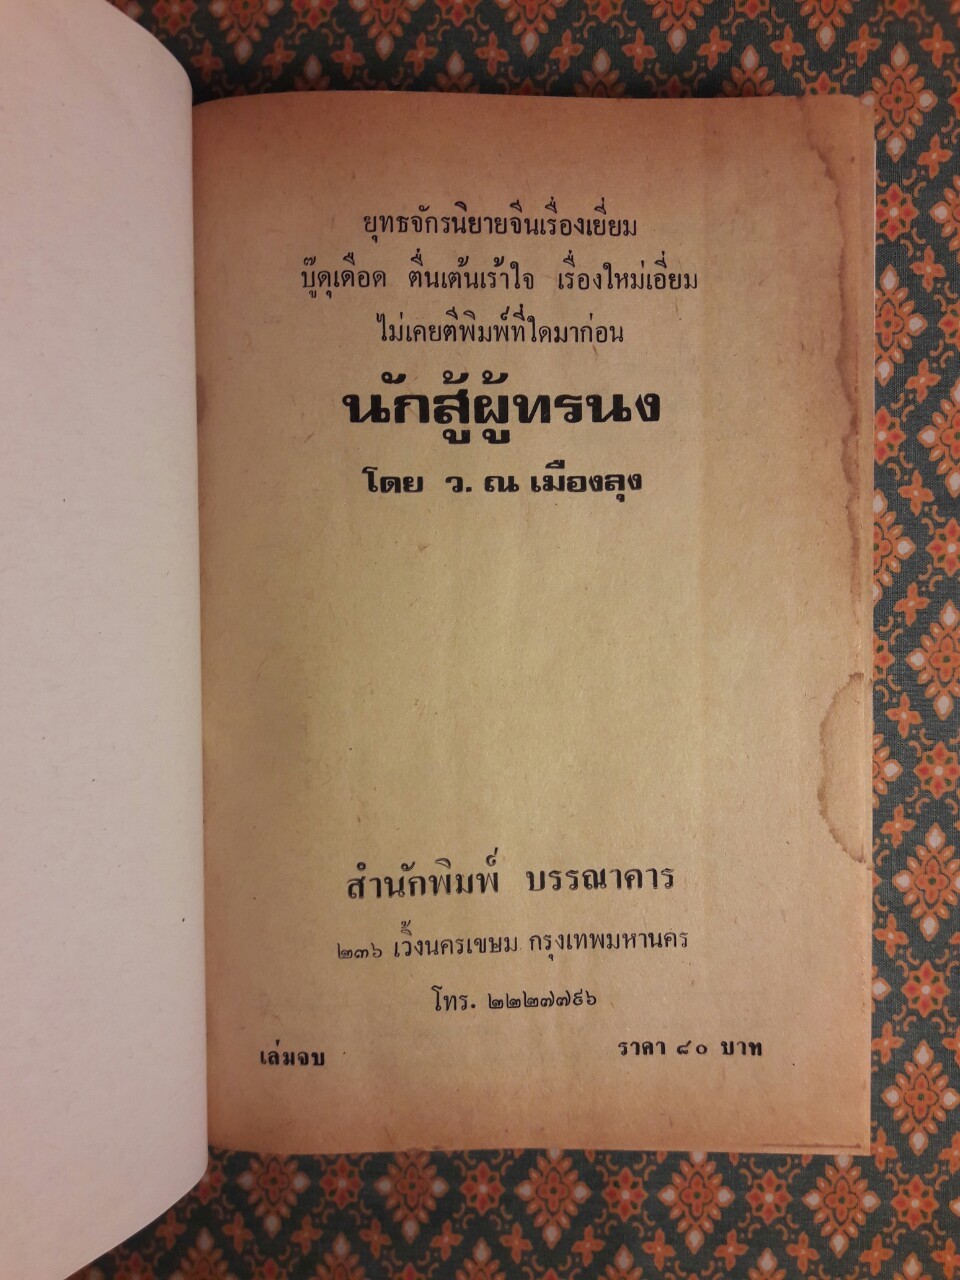 ยุทธจักรนิยายจีนเรื่องเยี่ยม
บู๊ดุเดือด ตื่นเต้นเร้าใจ เรื่องใหม่เอี่ยม
ไม่เคยตีพิมพ์ที่ใดมาก่อน
นักสู้ผู้ทรนง
โดย ว. ณ เมืองลุง
สำนักพิมพ์ บรรณาคาร
๒๓๖ เวิ้งนครเขษม กรุงเทพมหานคร
โทร. ๒๒๒๗๗๙๖
เล่มจบ
ราคา ๘๐ บาท